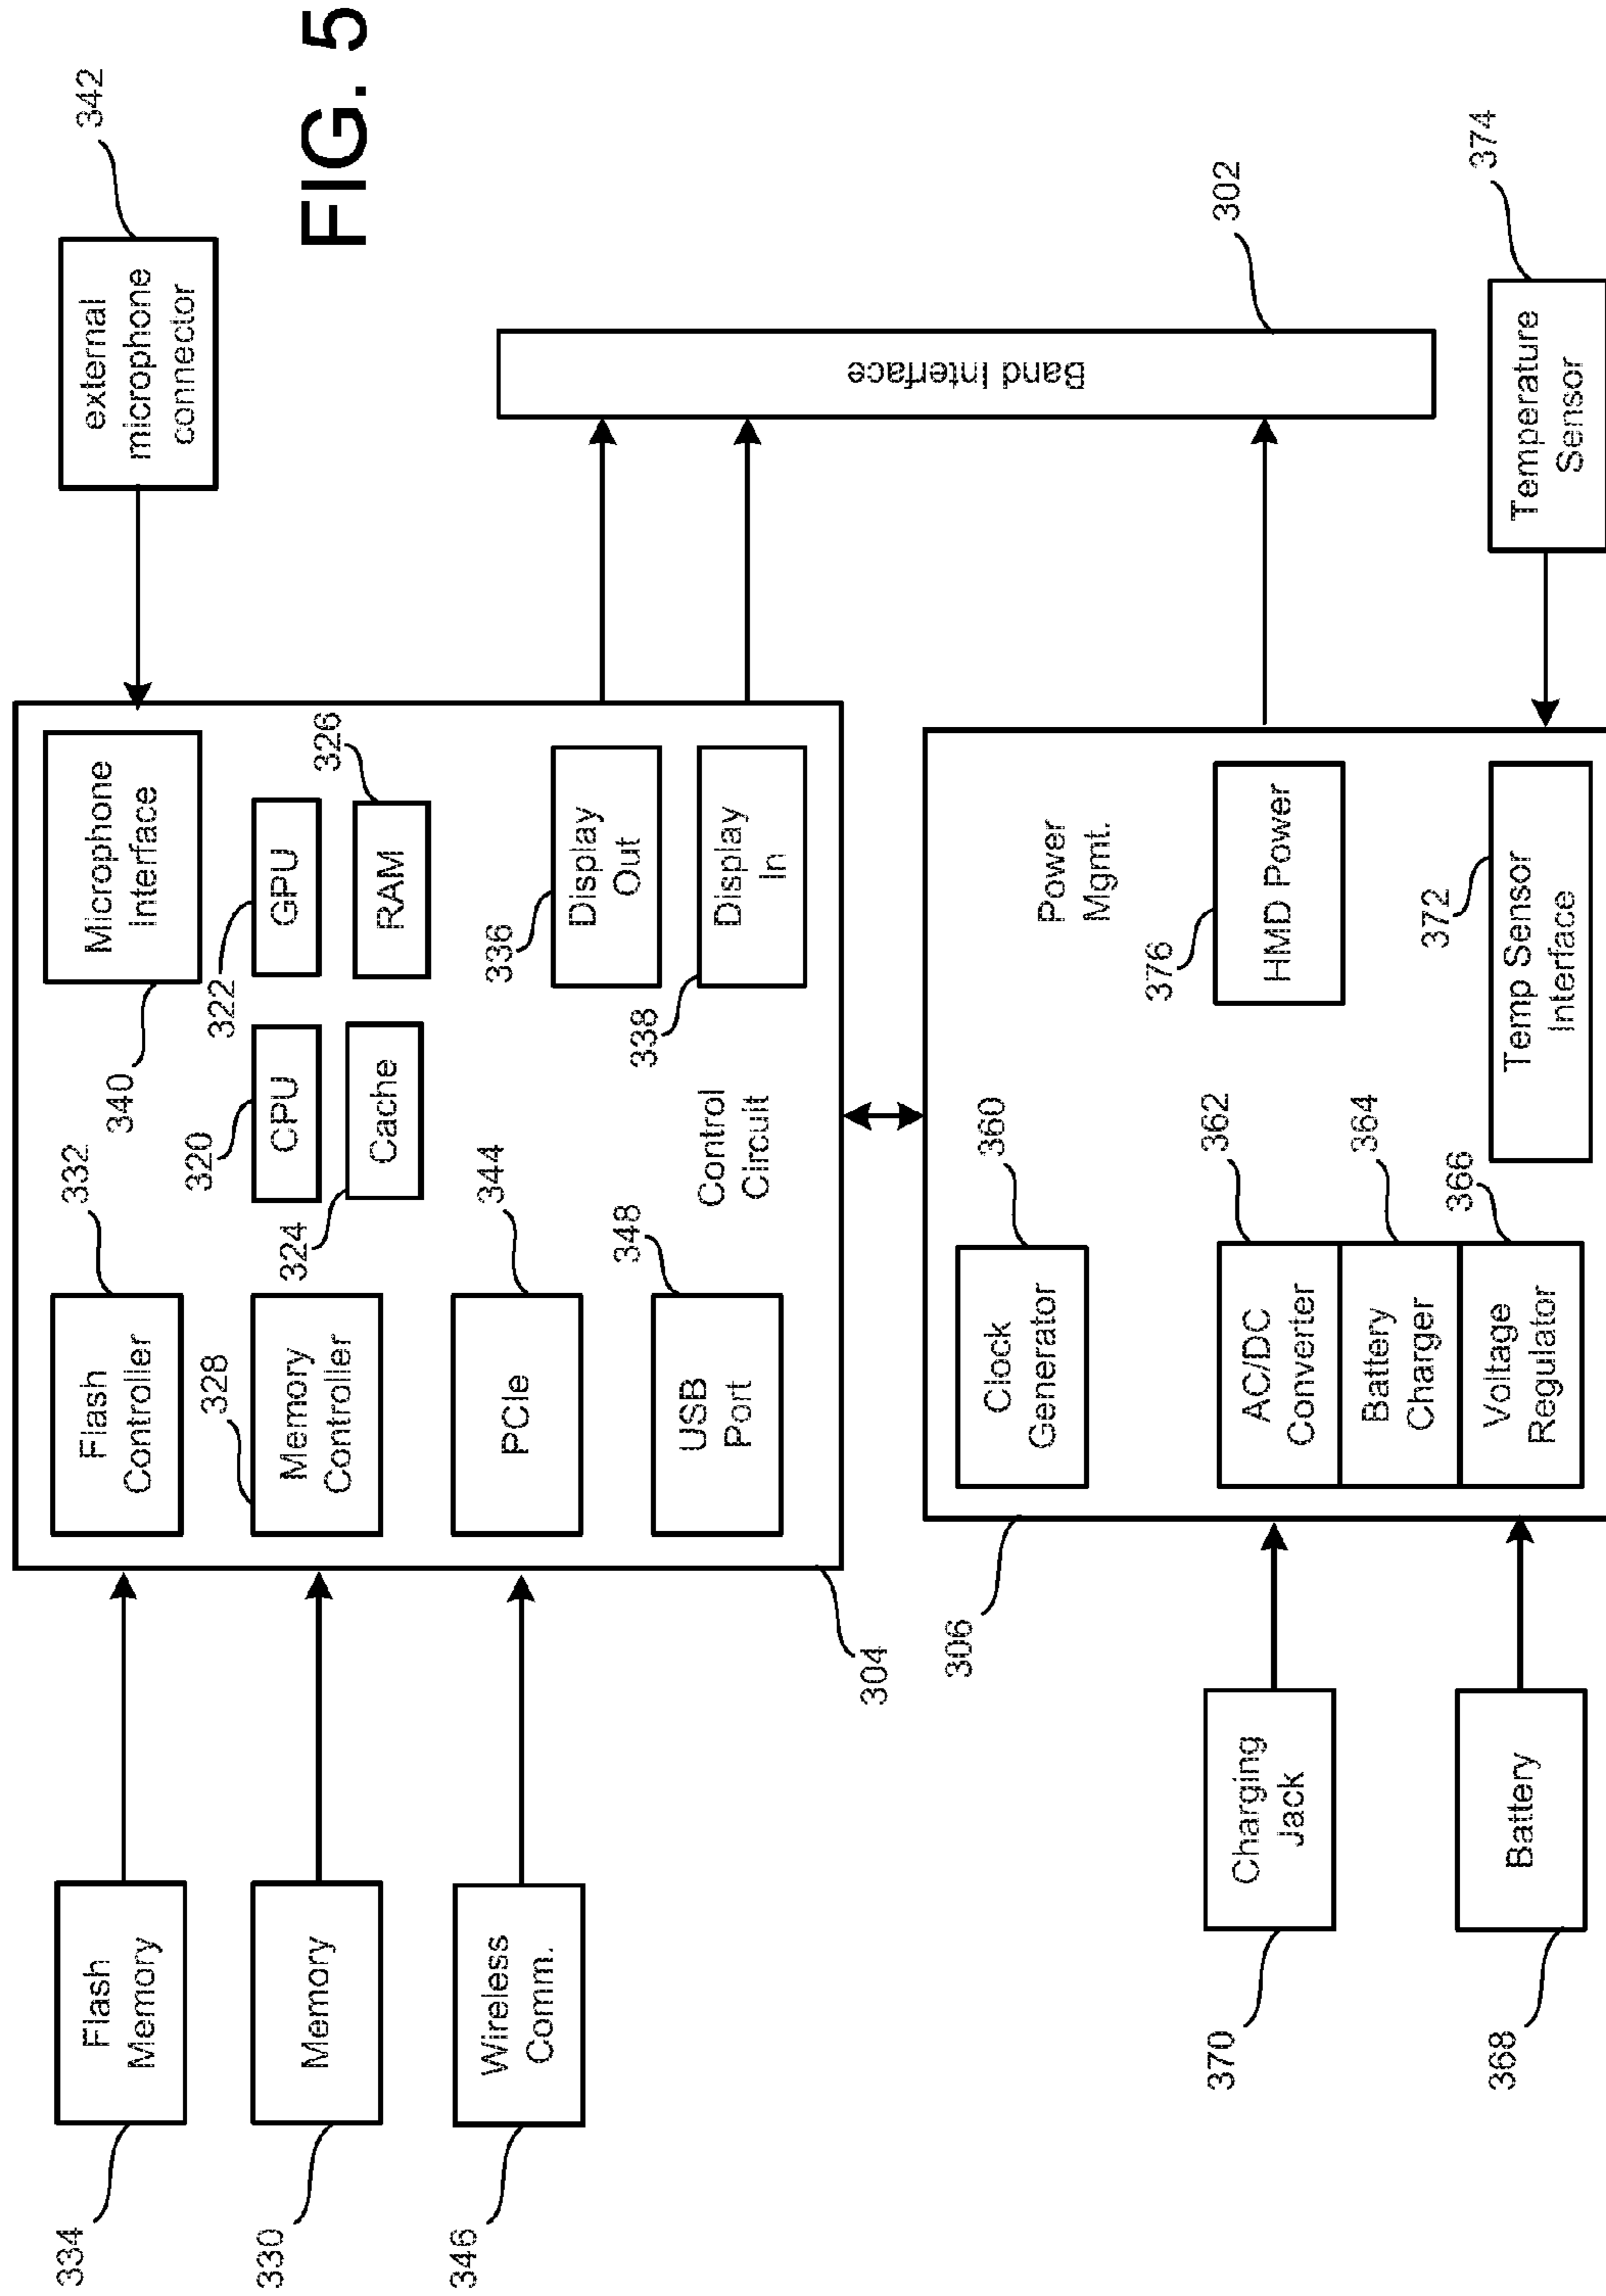 FIG. 5
334
Flash
Memory
330
Memory
346
Wireless
Comm.
332
Flash
Controller
328
Memory
Controller
344
PCIe
348
USB
Port
340
Microphone
Interface
320
CPU
322
GPU
324
Cache
326
RAM
336
Display
Out
338
Display
In
Control
Circuit
304
342
external
microphone
connector
302
Band Interface
306
360
Clock
Generator
362
AC/DC
Converter
364
Battery
Charger
366
Voltage
Regulator
Power
Mgmt.
376
HMD Power
372
Temp Sensor
Interface
370
Charging
Jack
368
Battery
374
Temperature
Sensor